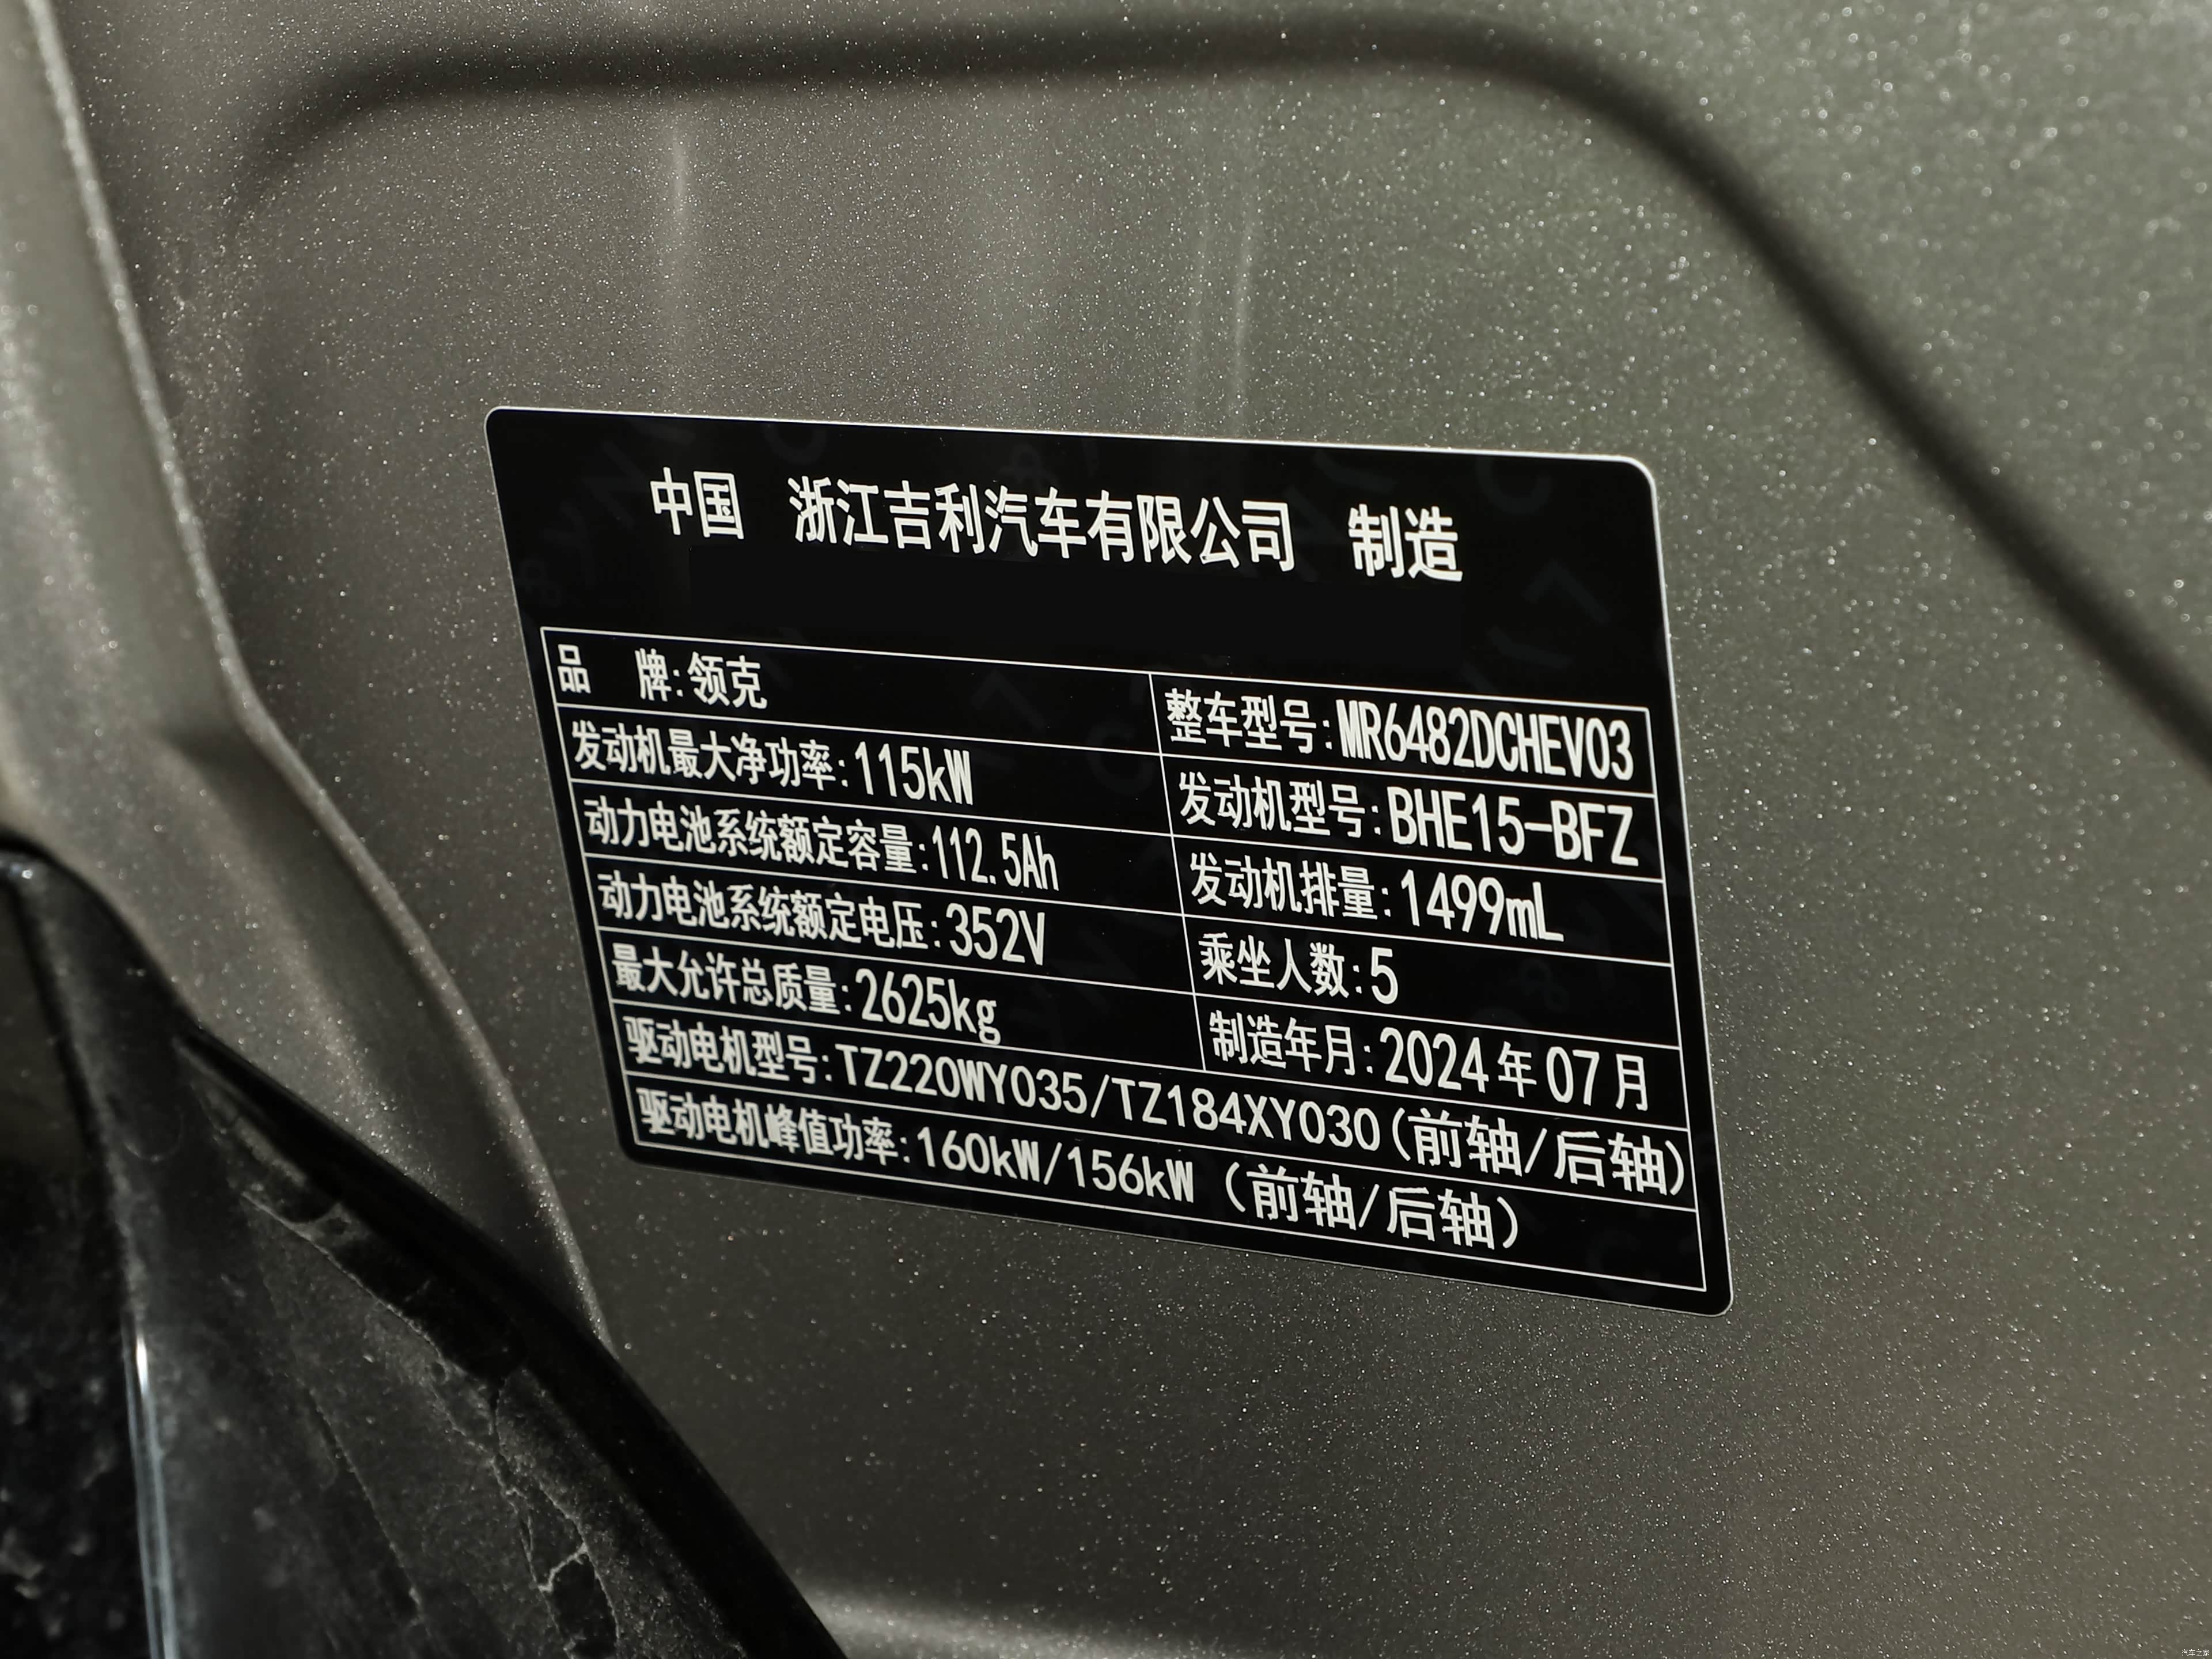 中国 浙江吉利汽车有限公司 制造
品 牌:领克 整车型号:MR6482DCHEV03
发动机最大净功率:115kW 发动机型号:BHE15-BFZ
动力电池系统额定容量:112.5Ah 发动机排量:1499mL
动力电池系统额定电压:352V 乘坐人数:5
最大允许总质量:2625kg 制造年月:2024年07月
驱动电机型号:TZ220WY035/TZ184XY030(前轴/后轴)
驱动电机峰值功率:160kW/156kW (前轴/后轴)
汽车之家